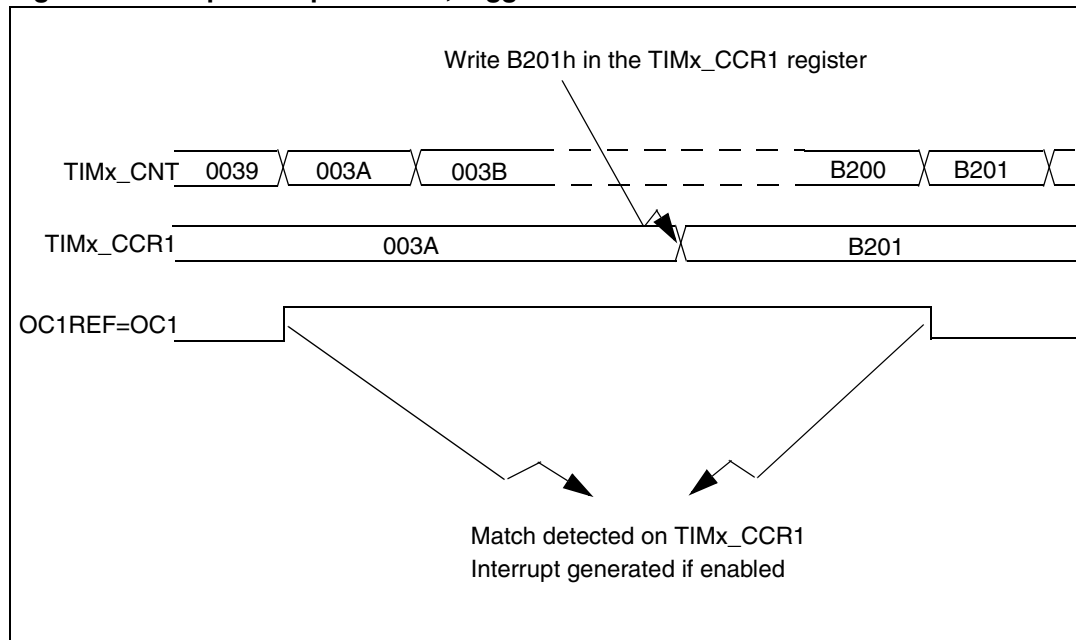 Write B201h in the TIMx_CCR1 register
TIMx_CNT 0039 003A 003B B200 B201
TIMx_CCR1 003A B201
OC1REF=OC1
Match detected on TIMx_CCR1
Interrupt generated if enabled